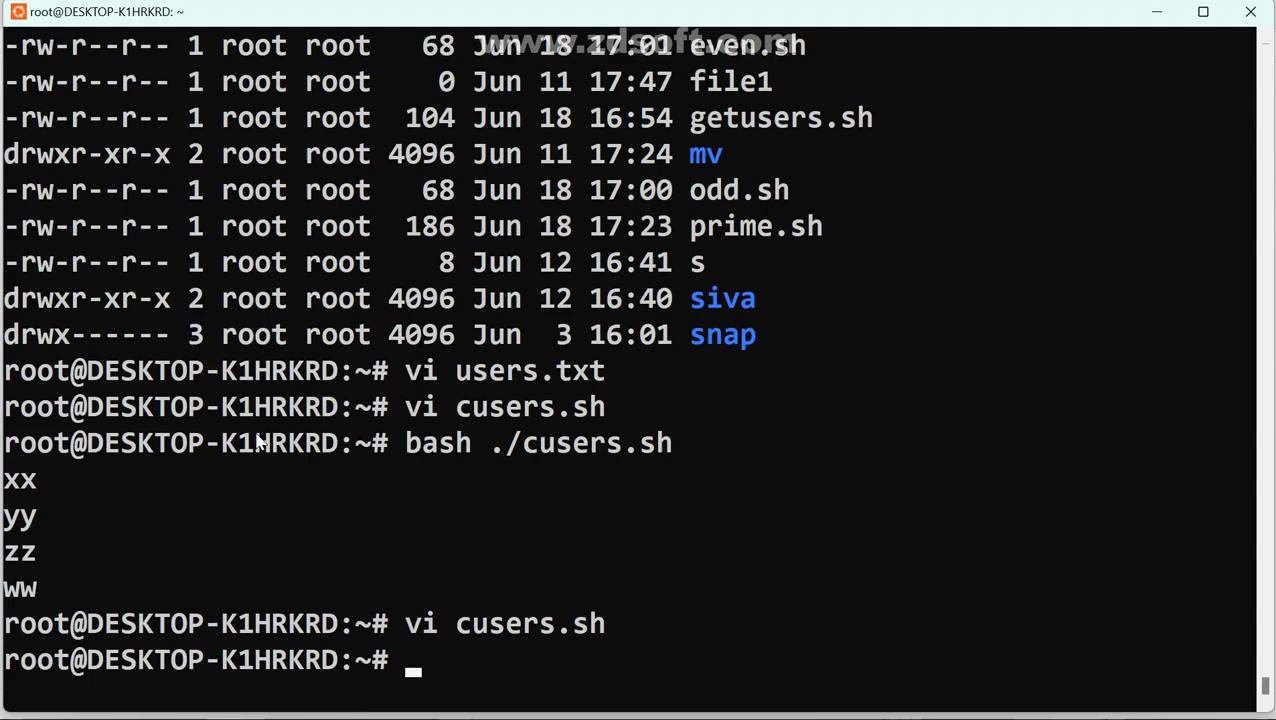 root@DESKTOP-K1HRKRD: ~
www.zdsoft.com
-rw-r--r-- 1 root root 68 Jun 18 17:01 even.sh
-rw-r--r-- 1 root root 0 Jun 11 17:47 file1
-rw-r--r-- 1 root root 104 Jun 18 16:54 getusers.sh
drwxr-xr-x 2 root root 4096 Jun 11 17:24 mv
-rw-r--r-- 1 root root 68 Jun 18 17:00 odd.sh
-rw-r--r-- 1 root root 186 Jun 18 17:23 prime.sh
-rw-r--r-- 1 root root 8 Jun 12 16:41 s
drwxr-xr-x 2 root root 4096 Jun 12 16:40 siva
drwx------ 3 root root 4096 Jun  3 16:01 snap
root@DESKTOP-K1HRKRD:~# vi users.txt
root@DESKTOP-K1HRKRD:~# vi cusers.sh
root@DESKTOP-K1HRKRD:~# bash ./cusers.sh
xx
yy
zz
ww
root@DESKTOP-K1HRKRD:~# vi cusers.sh
root@DESKTOP-K1HRKRD:~#